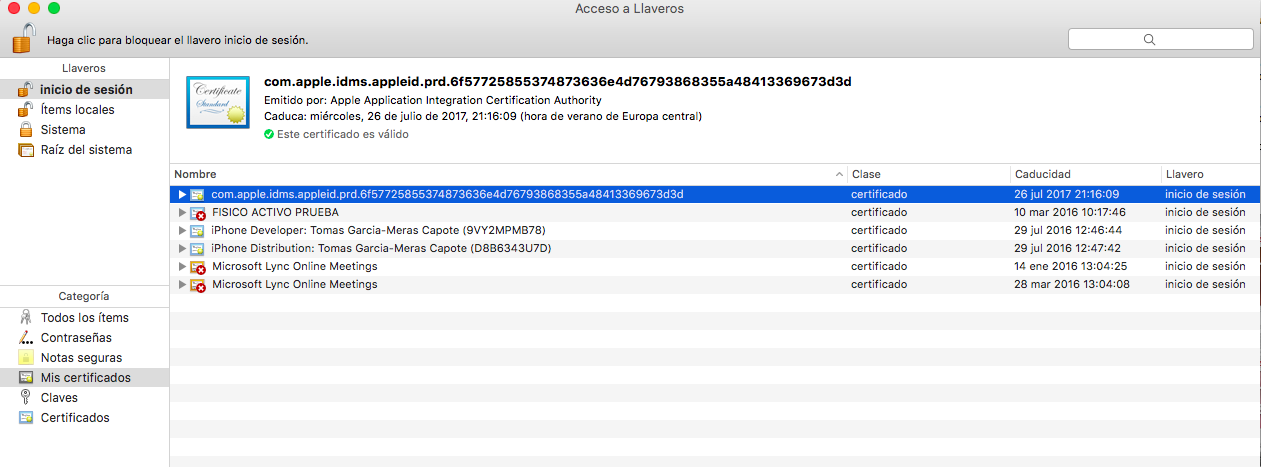 Acceso a Llaveros
Haga clic para bloquear el llavero inicio de sesión.
Llaveros
inicio de sesión
Ítems locales
Sistema
Raíz del sistema
Certificate
Standard
com.apple.idms.appleid.prd.6f57725855374873636e4d76793868355a48413369673d3d
Emitido por: Apple Application Integration Certification Authority
Caduca: miércoles, 26 de julio de 2017, 21:16:09 (hora de verano de Europa central)
Este certificado es válido
Nombre Clase Caducidad Llavero
com.apple.idms.appleid.prd.6f57725855374873636e4d76793868355a48413369673d3d certificado 26 jul 2017 21:16:09 inicio de sesión
FISICO ACTIVO PRUEBA certificado 10 mar 2016 10:17:46 inicio de sesión
iPhone Developer: Tomas Garcia-Meras Capote (9VY2MPMB78) certificado 29 jul 2016 12:46:44 inicio de sesión
iPhone Distribution: Tomas Garcia-Meras Capote (D8B6343U7D) certificado 29 jul 2016 12:47:42 inicio de sesión
Microsoft Lync Online Meetings certificado 14 ene 2016 13:04:25 inicio de sesión
Microsoft Lync Online Meetings certificado 28 mar 2016 13:04:08 inicio de sesión
Categoría
Todos los ítems
Contraseñas
Notas seguras
Mis certificados
Claves
Certificados